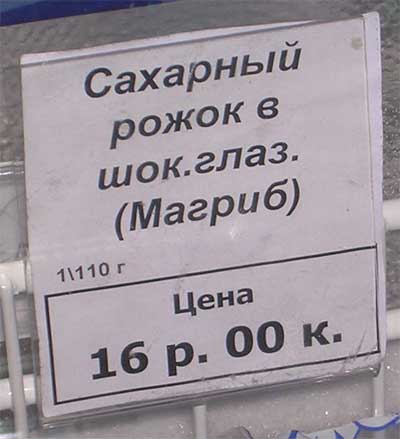 Сахарный
рожок в
шок.глаз.
(Магриб)
1\110 г
Цена
16 р. 00 к.